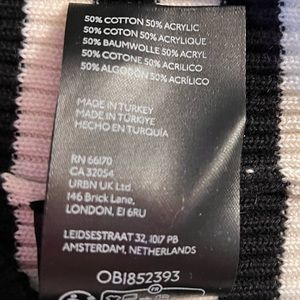 50% COTTON 50% ACRYLIC
50% COTON 50% ACRYLIQUE
50% BAUMWOLLE 50% ACRYL
50% COTONE 50% ACRILICO
50% ALGODÓN 50% ACRÍLICO
MADE IN TURKEY
MADE IN TÜRKIYE
HECHO EN TURQUÍA
RN 66170
CA 32054
URBN UK Ltd.
146 Brick Lane,
LONDON, E1 6RU
LEIDSESTRAAT 32, 1017 PB
AMSTERDAM, NETHERLANDS
OB1852393
FR